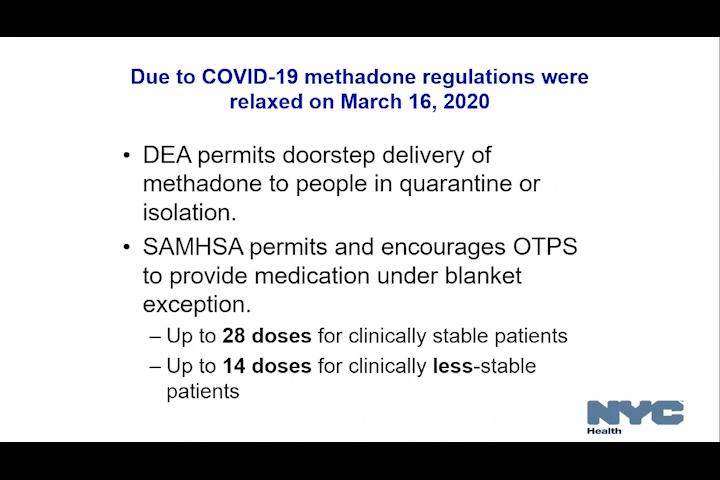 Due to COVID-19 methadone regulations were
relaxed on March 16, 2020
• DEA permits doorstep delivery of
methadone to people in quarantine or
isolation.
• SAMHSA permits and encourages OTPS
to provide medication under blanket
exception.
– Up to 28 doses for clinically stable patients
– Up to 14 doses for clinically less-stable
patients
NYC
Health